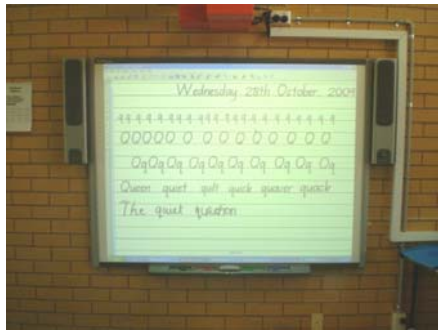 Wednesday 28th October 2009
q q q q q q q q q q q q q q q q q q
Q Q Q Q Q Q Q Q Q Q Q Q Q Q
Qq Qq Qq Qq Qq Qq Qq Qq Qq Qq
Queen quiet quilt quick quaver quack
The quiet question